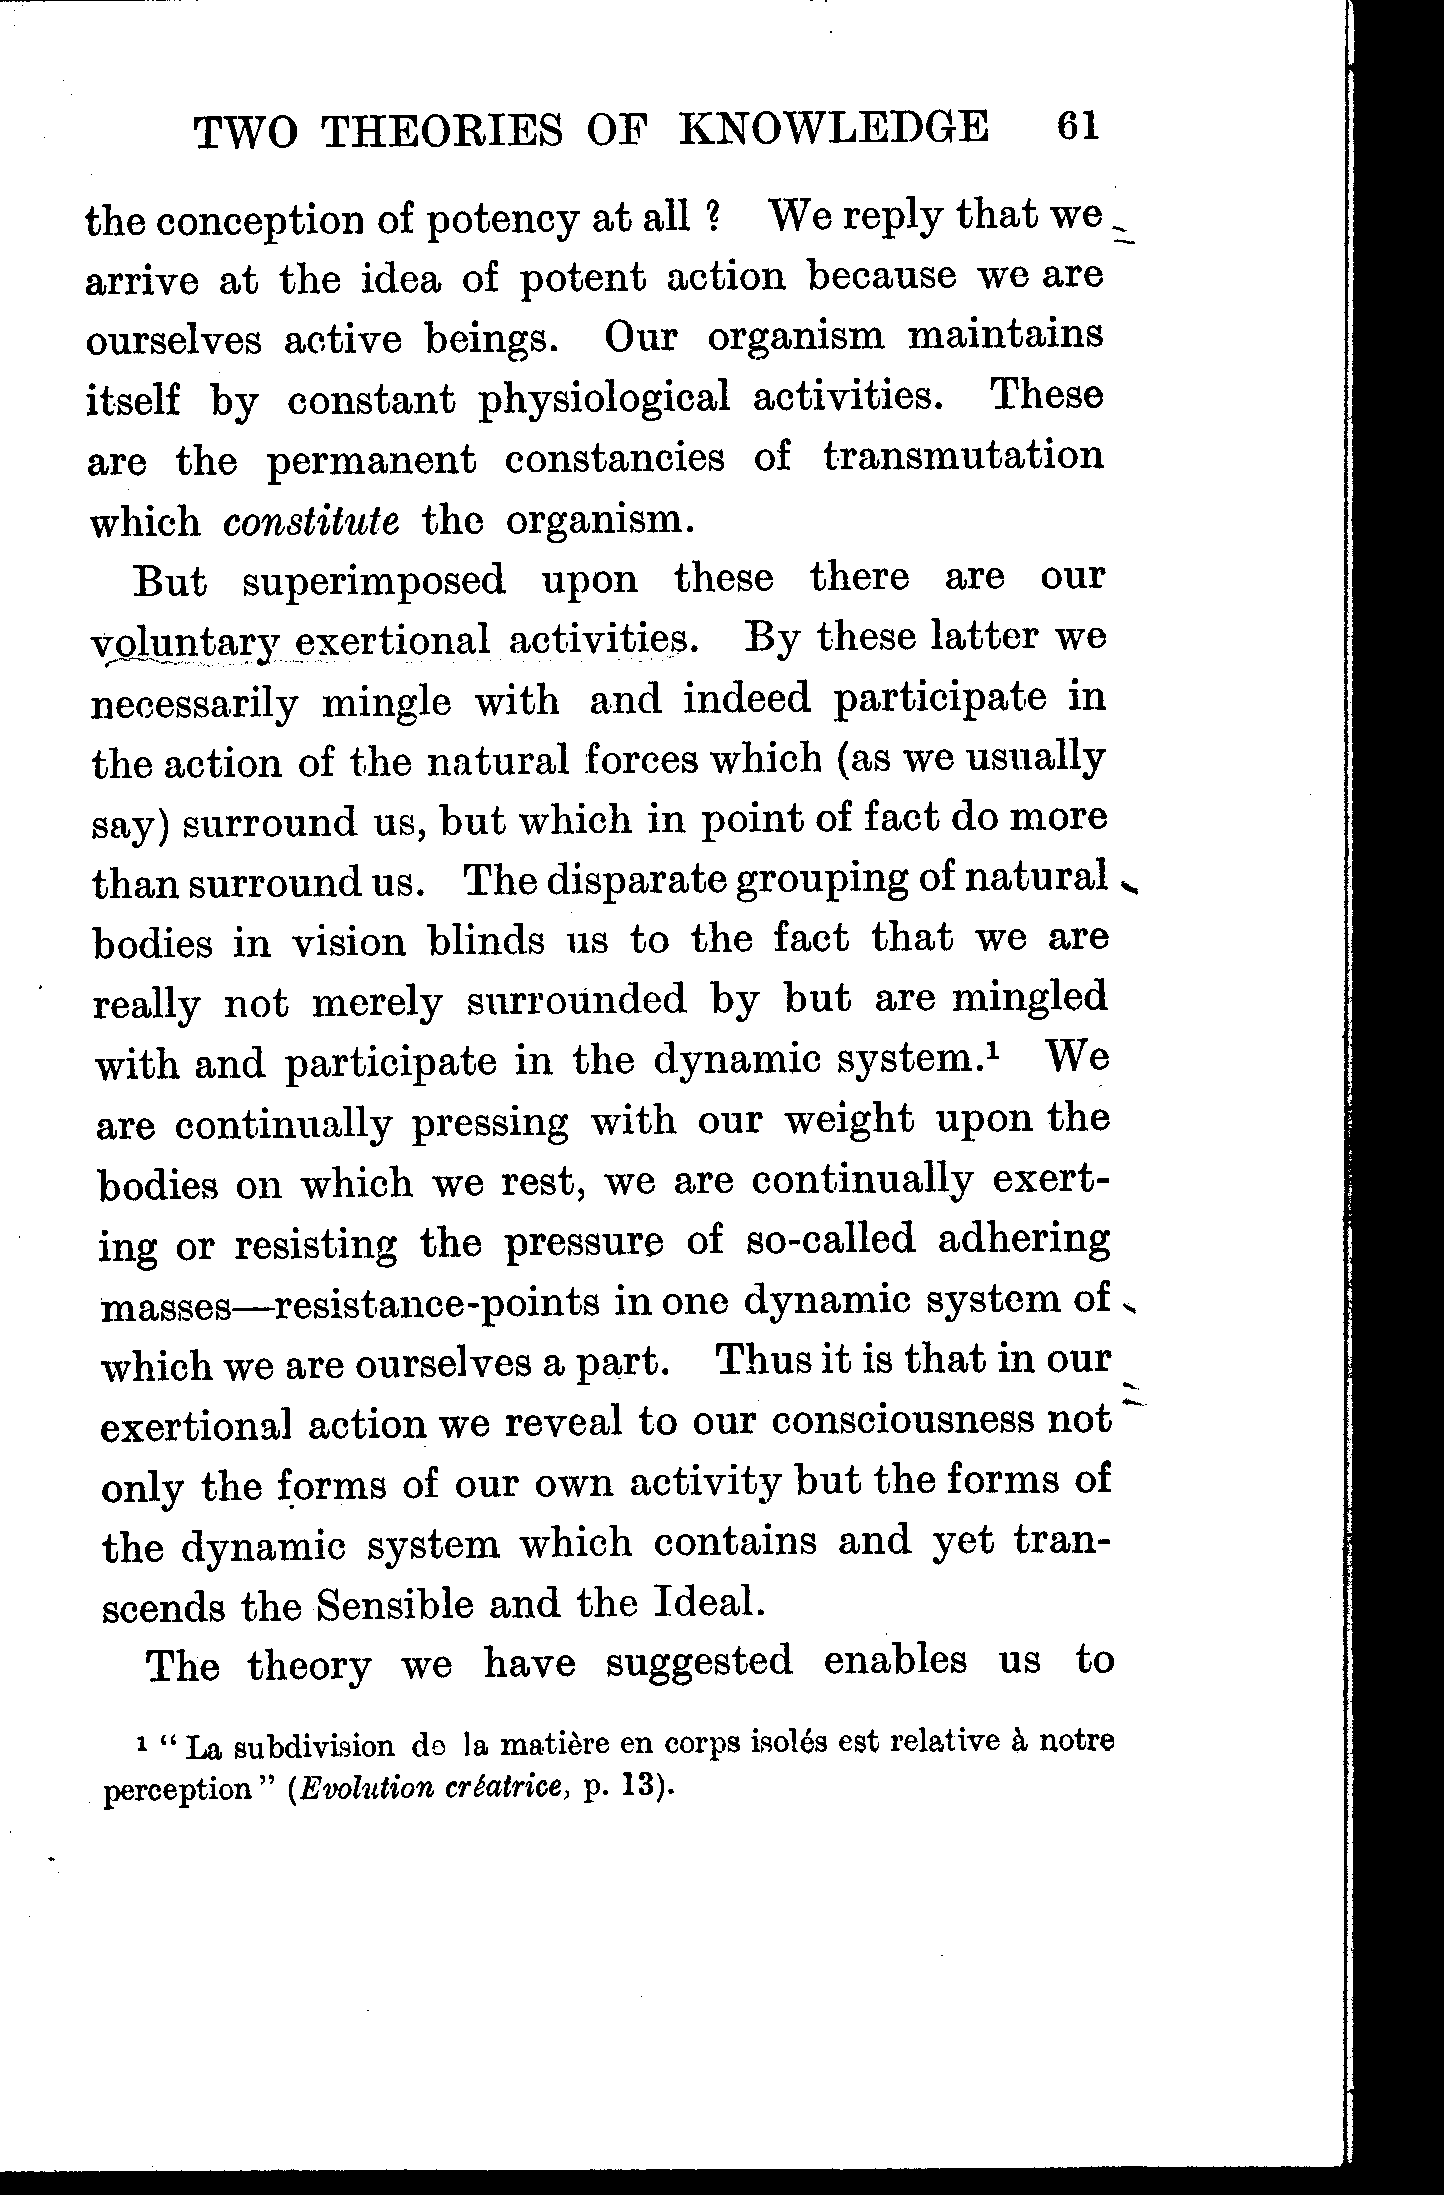 TWO THEORIES OF KNOWLEDGE 61
the conception of potency at all ? We reply that we
arrive at the idea of potent action because we are
ourselves active beings. Our organism maintains
itself by constant physiological activities. These
are the permanent constancies of transmutation
which constitute the organism.
But superimposed upon these there are our
voluntary exertional activities. By these latter we
necessarily mingle with and indeed participate in
the action of the natural forces which (as we usually
say) surround us, but which in point of fact do more
than surround us. The disparate grouping of natural
bodies in vision blinds us to the fact that we are
really not merely surrounded by but are mingled
with and participate in the dynamic system.¹ We
are continually pressing with our weight upon the
bodies on which we rest, we are continually exert-
ing or resisting the pressure of so-called adhering
masses—resistance-points in one dynamic system of
which we are ourselves a part. Thus it is that in our
exertional action we reveal to our consciousness not
only the forms of our own activity but the forms of
the dynamic system which contains and yet tran-
scends the Sensible and the Ideal.
The theory we have suggested enables us to
¹ “ La subdivision de la matière en corps isolés est relative à notre
perception ” (Evolution créatrice, p. 13).